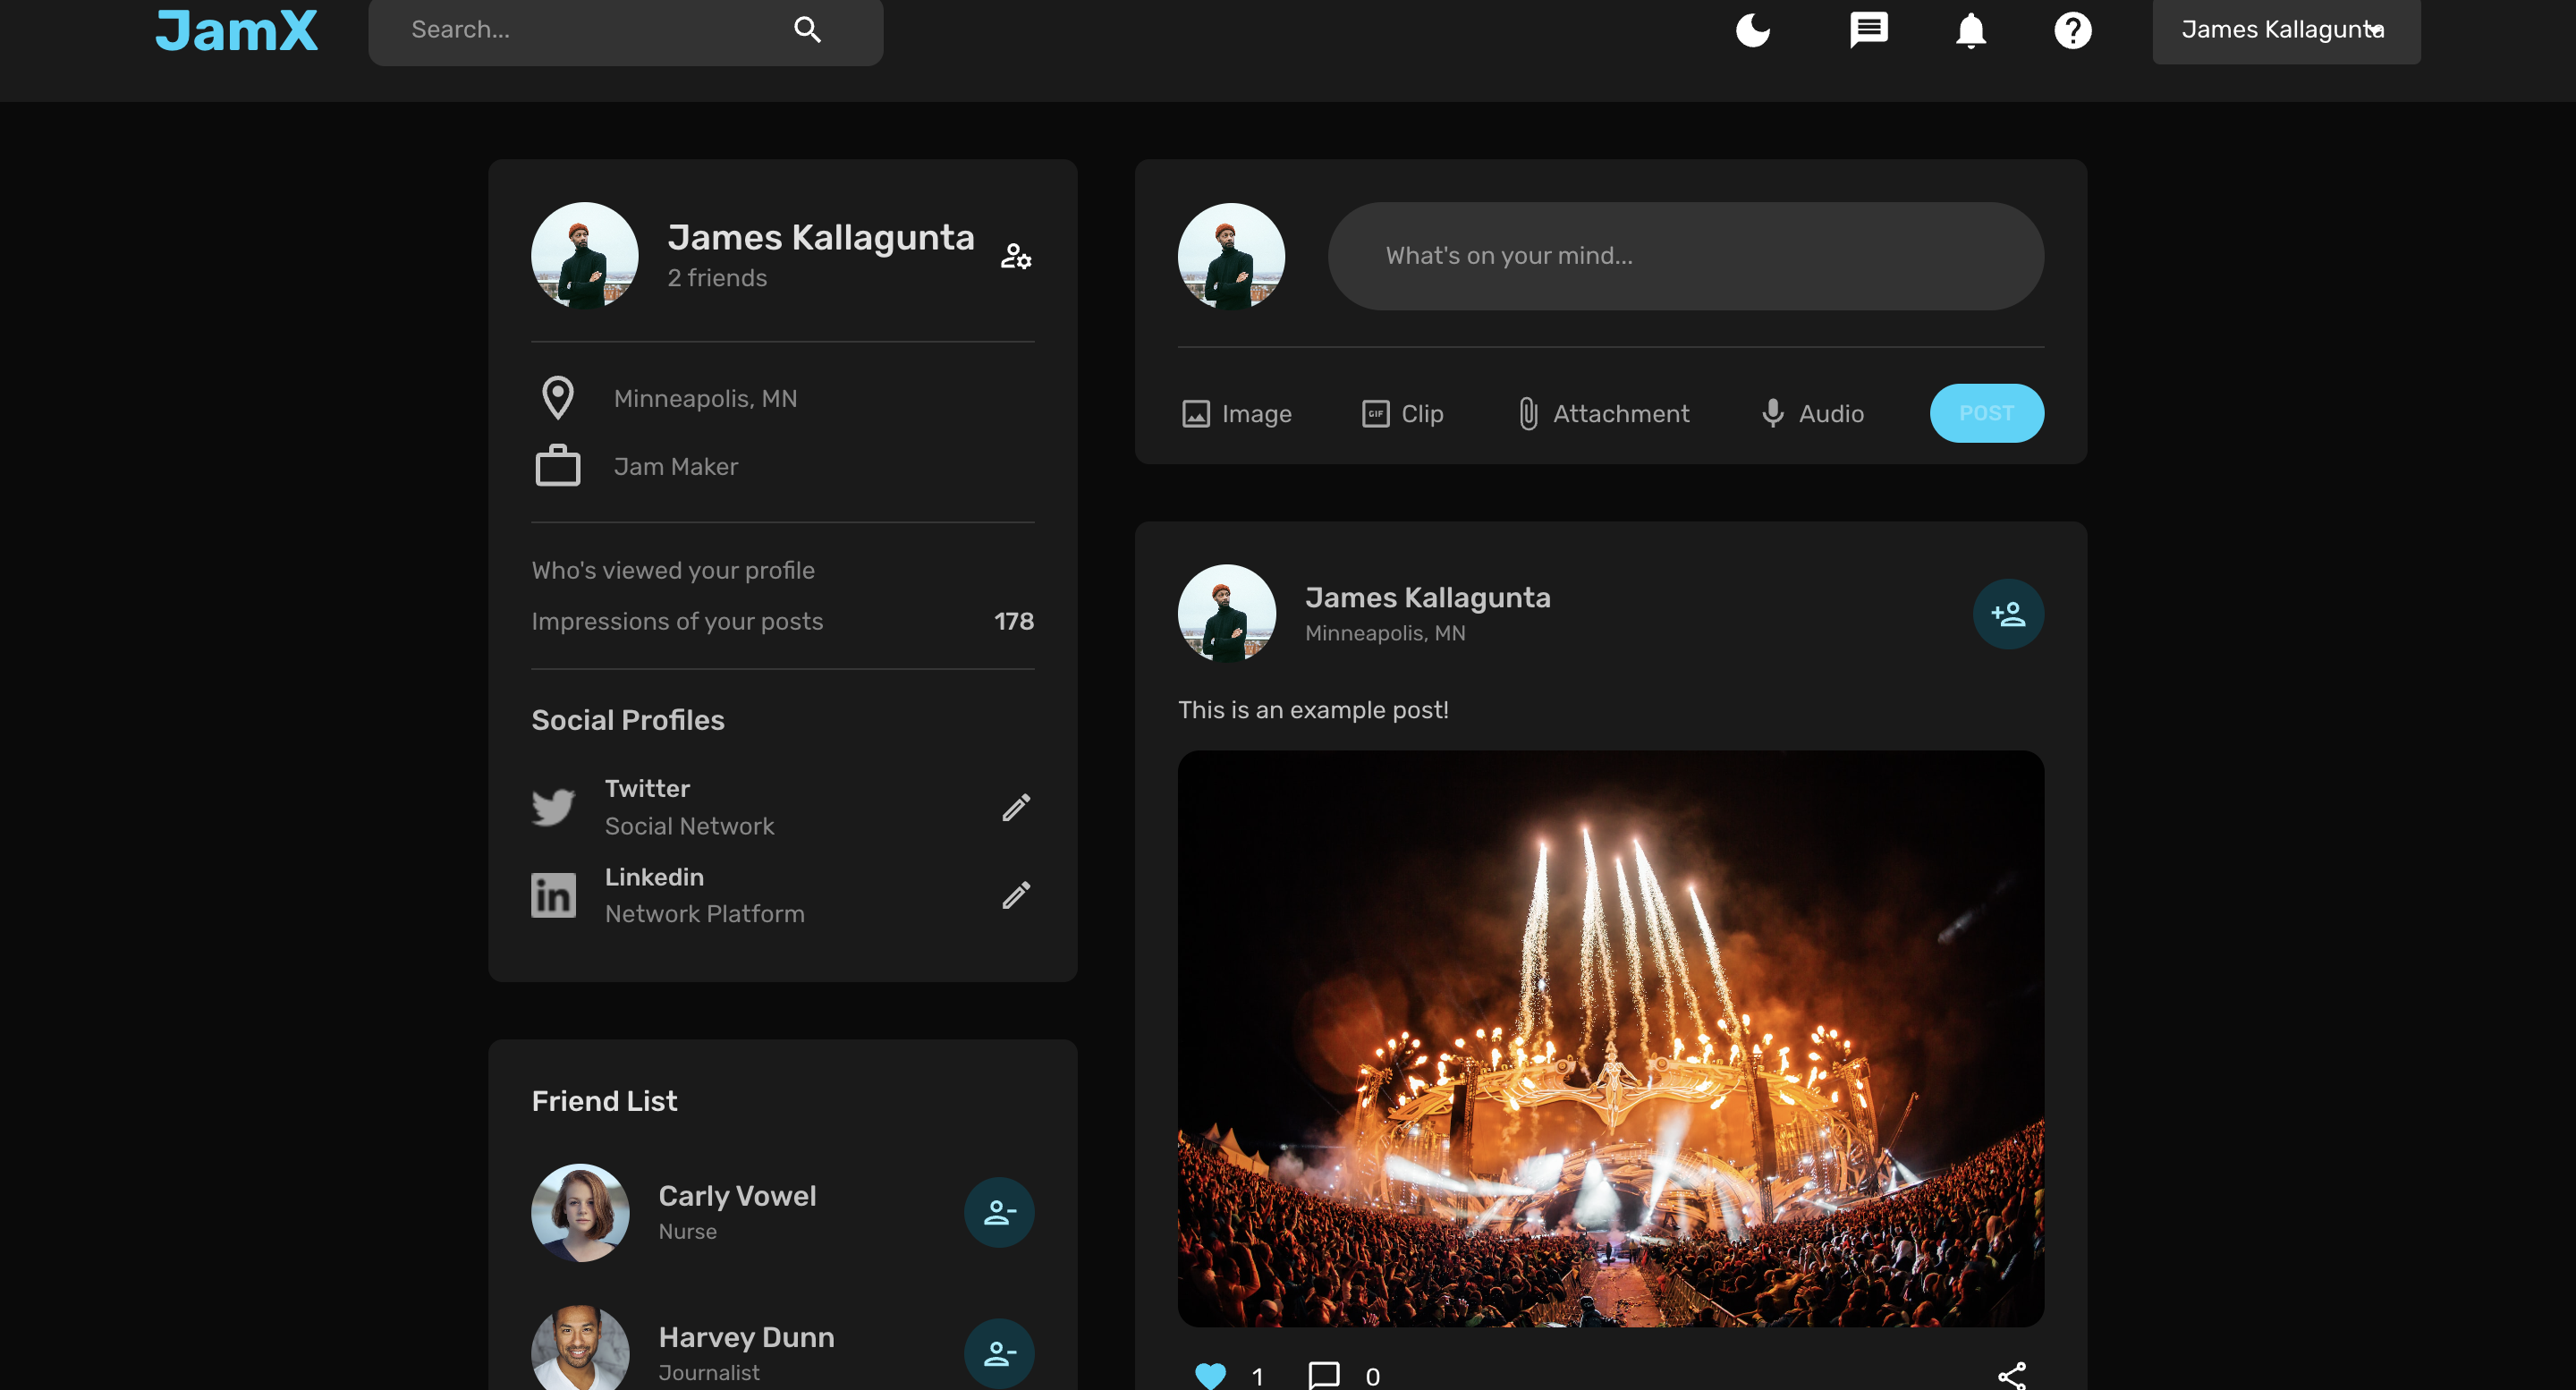 JamX
Search...
James Kallagunta
James Kallagunta
2 friends
Minneapolis, MN
Jam Maker
Who's viewed your profile
Impressions of your posts 178
Social Profiles
Twitter
Social Network
in
Linkedin
Network Platform
Friend List
Carly Vowel
Nurse
Harvey Dunn
Journalist
What's on your mind...
Image GIF Clip Attachment Audio POST
James Kallagunta
Minneapolis, MN
This is an example post!
1 0